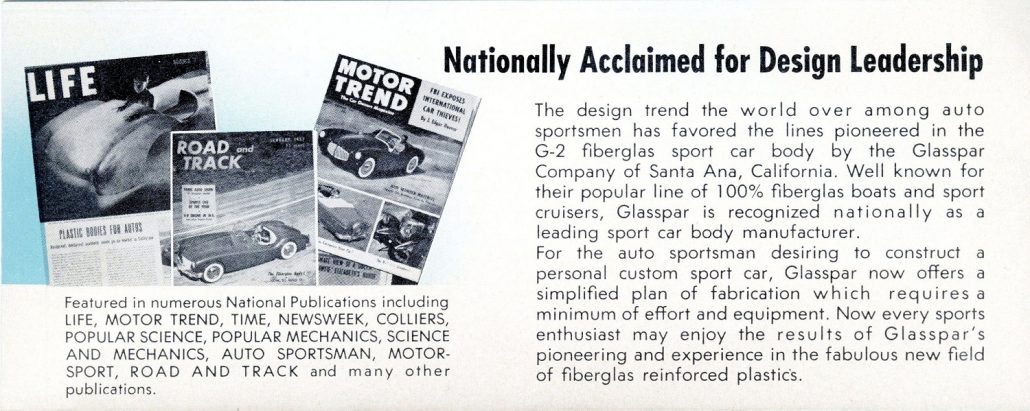 Nationally Acclaimed for Design Leadership
LIFE
PLASTIC BODIES FOR AUTOS
ROAD and
TRACK
MOTOR
TREND
FBI EXPOSES
INTERNATIONAL
CAR THIEVES!
By J. Edgar Hoover
Featured in numerous National Publications including
LIFE, MOTOR TREND, TIME, NEWSWEEK, COLLIERS,
POPULAR SCIENCE, POPULAR MECHANICS, SCIENCE
AND MECHANICS, AUTO SPORTSMAN, MOTOR-
SPORT, ROAD AND TRACK and many other
publications.
The design trend the world over among auto
sportsmen has favored the lines pioneered in the
G-2 fiberglas sport car body by the Glasspar
Company of Santa Ana, California. Well known for
their popular line of 100% fiberglas boats and sport
cruisers, Glasspar is recognized nationally as a
leading sport car body manufacturer.
For the auto sportsman desiring to construct a
personal custom sport car, Glasspar now offers a
simplified plan of fabrication which requires a
minimum of effort and equipment. Now every sports
enthusiast may enjoy the results of Glasspar's
pioneering and experience in the fabulous new field
of fiberglas reinforced plastics.